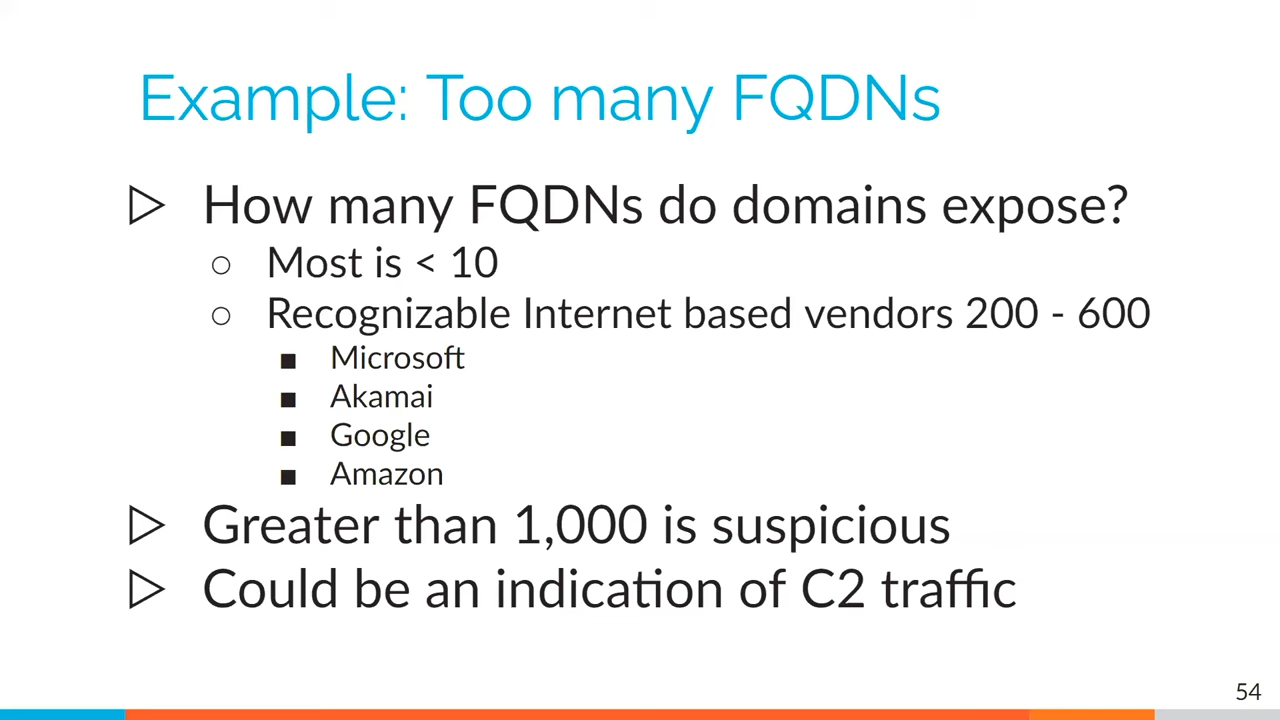 Example: Too many FQDNs
▷ How many FQDNs do domains expose?
○ Most is < 10
○ Recognizable Internet based vendors 200 - 600
■ Microsoft
■ Akamai
■ Google
■ Amazon
▷ Greater than 1,000 is suspicious
▷ Could be an indication of C2 traffic
54